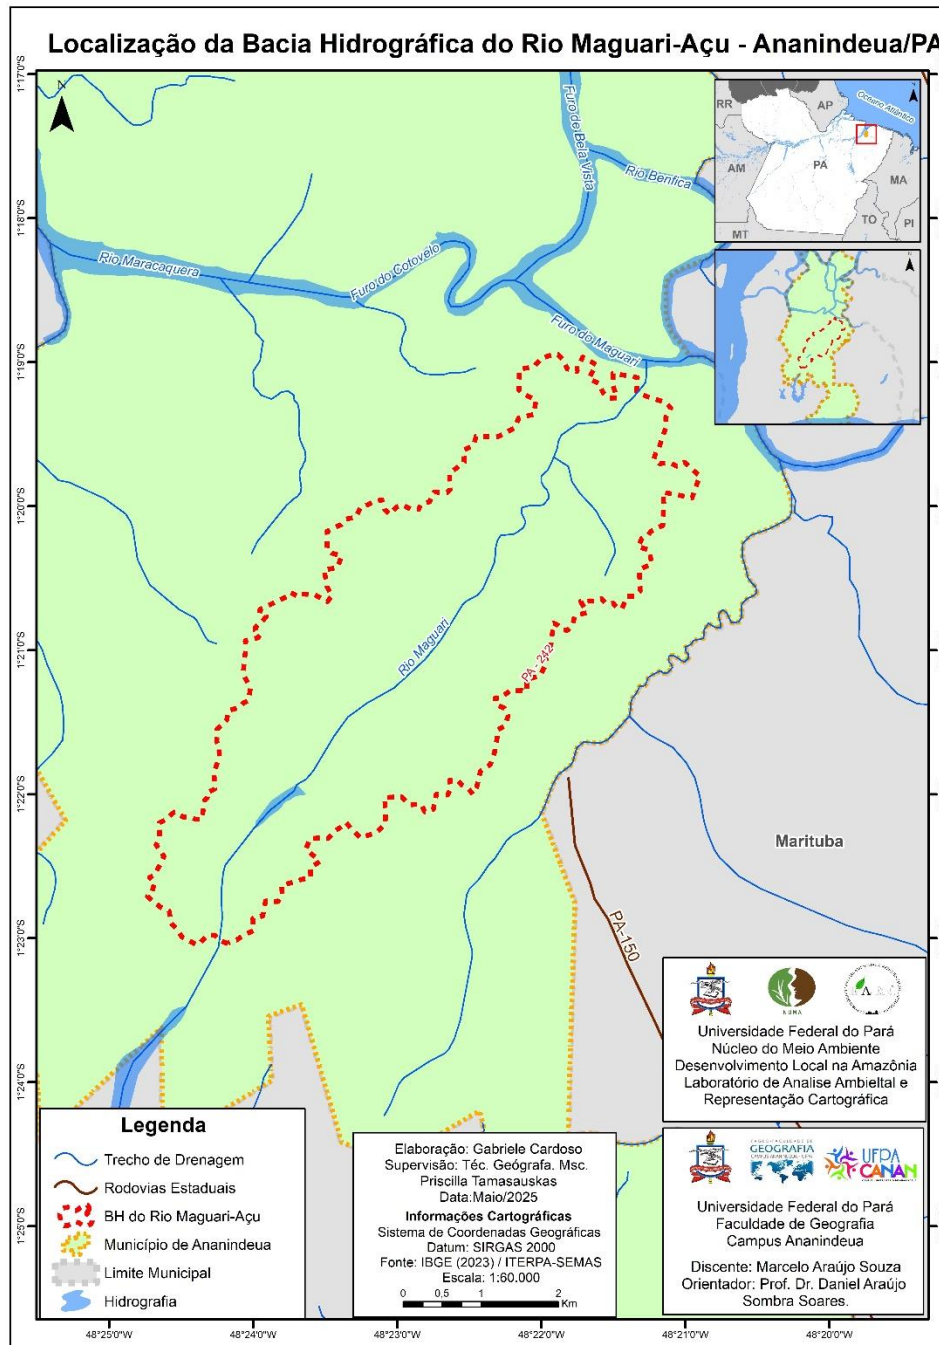 Localização da Bacia Hidrográfica do Rio Maguari-Açu - Ananindeua/PA
1°17'0"S
1°18'0"S
1°19'0"S
1°20'0"S
1°21'0"S
1°22'0"S
1°23'0"S
1°24'0"S
1°25'0"S
N
Furo de Bela Vista
Rio Benfica
Rio Maracaquera
Furo do Cotovelo
Furo do Maguari
Rio Maguari
PA - 242
PA-150
Marituba
RR
AP
Oceano Atlântico
AM
PA
MA
TO
PI
MT
Legenda
Trecho de Drenagem
Rodovias Estaduais
BH do Rio Maguari-Açu
Município de Ananindeua
Limite Municipal
Hidrografia
Elaboração: Gabriele Cardoso
Supervisão: Téc. Geógrafa. Msc.
Priscilla Tamasauskas
Data:Maio/2025
Informações Cartográficas
Sistema de Coordenadas Geográficas
Datum: SIRGAS 2000
Fonte: IBGE (2023) / ITERPA-SEMAS
Escala: 1:60.000
0 0,5 1 2
Km
NUMA
Universidade Federal do Pará
Núcleo do Meio Ambiente
Desenvolvimento Local na Amazônia
Laboratório de Analise Ambieltal e
Representação Cartográfica
GEOGRAFIA
UFPA
CANAN
Universidade Federal do Pará
Faculdade de Geografia
Campus Ananindeua
Discente: Marcelo Araújo Souza
Orientador: Prof. Dr. Daniel Araújo
Sombra Soares.
48°25'0"W
48°24'0"W
48°23'0"W
48°22'0"W
48°21'0"W
48°20'0"W